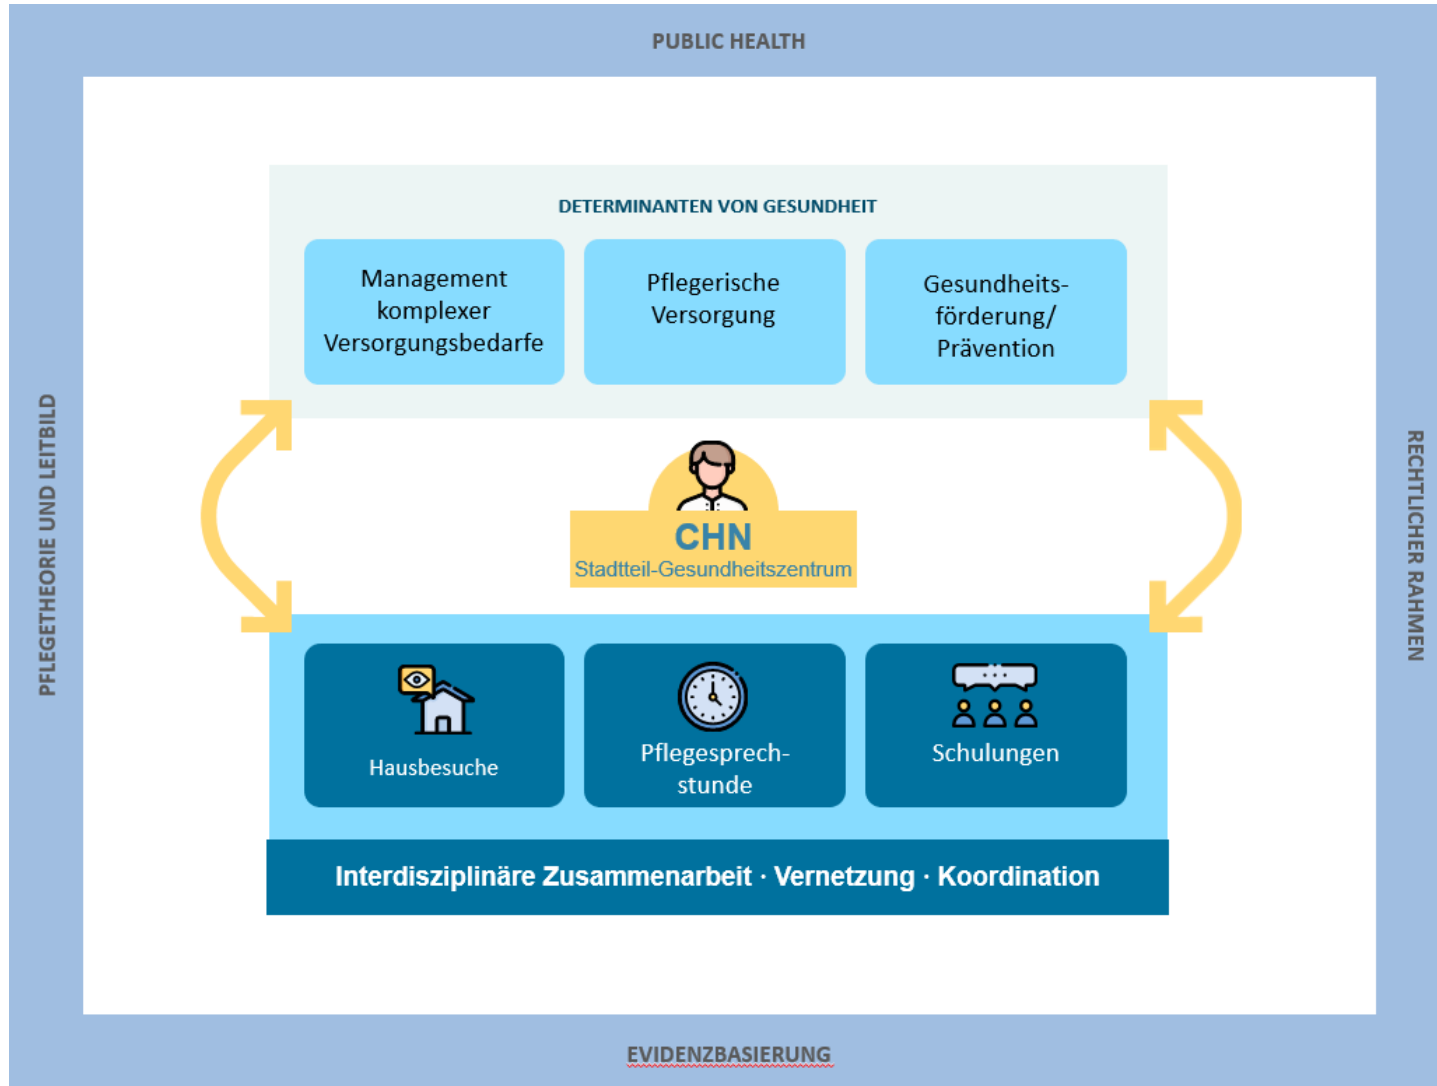 PUBLIC HEALTH
DETERMINANTEN VON GESUNDHEIT
Management
komplexer
Versorgungsbedarfe
Pflegerische
Versorgung
Gesundheits-
förderung/
Prävention
PFLEGETHEORIE UND LEITBILD
RECHTLICHER RAHMEN
CHN
Stadtteil-Gesundheitszentrum
Hausbesuche
Pflegesprech-
stunde
Schulungen
Interdisziplinäre Zusammenarbeit · Vernetzung · Koordination
EVIDENZBASIERUNG